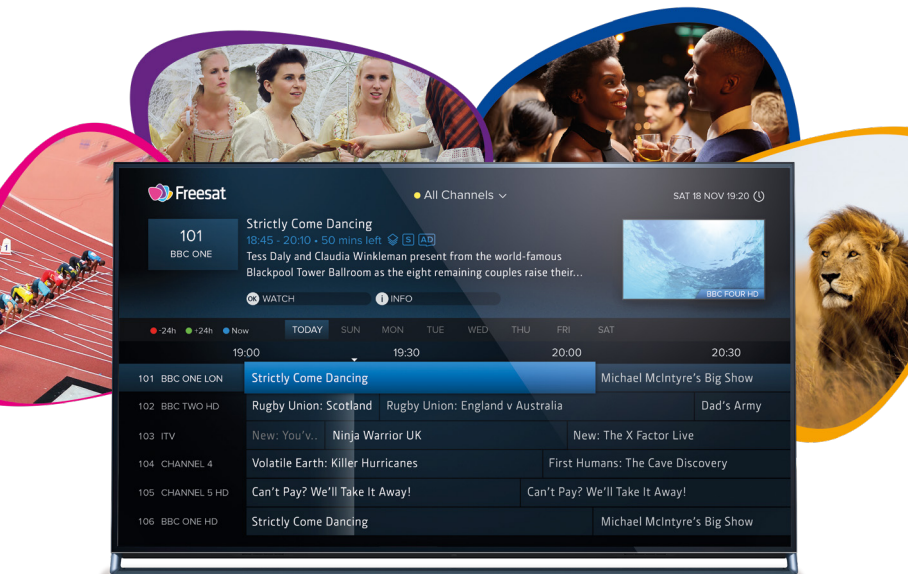 Freesat
All Channels
SAT 18 NOV 19:20
101
BBC ONE
Strictly Come Dancing
18:45 - 20:10 • 50 mins left S AD
Tess Daly and Claudia Winkleman present from the world-famous
Blackpool Tower Ballroom as the eight remaining couples raise their...
OK WATCH
i INFO
BBC FOUR HD
-24h +24h Now TODAY SUN MON TUE WED THU FRI SAT
19:00 19:30 20:00 20:30
101 BBC ONE LON Strictly Come Dancing Michael McIntyre's Big Show
102 BBC TWO HD Rugby Union: Scotland Rugby Union: England v Australia Dad's Army
103 ITV New: You'v.. Ninja Warrior UK New: The X Factor Live
104 CHANNEL 4 Volatile Earth: Killer Hurricanes First Humans: The Cave Discovery
105 CHANNEL 5 HD Can't Pay? We'll Take It Away! Can't Pay? We'll Take It Away!
106 BBC ONE HD Strictly Come Dancing Michael McIntyre's Big Show
1